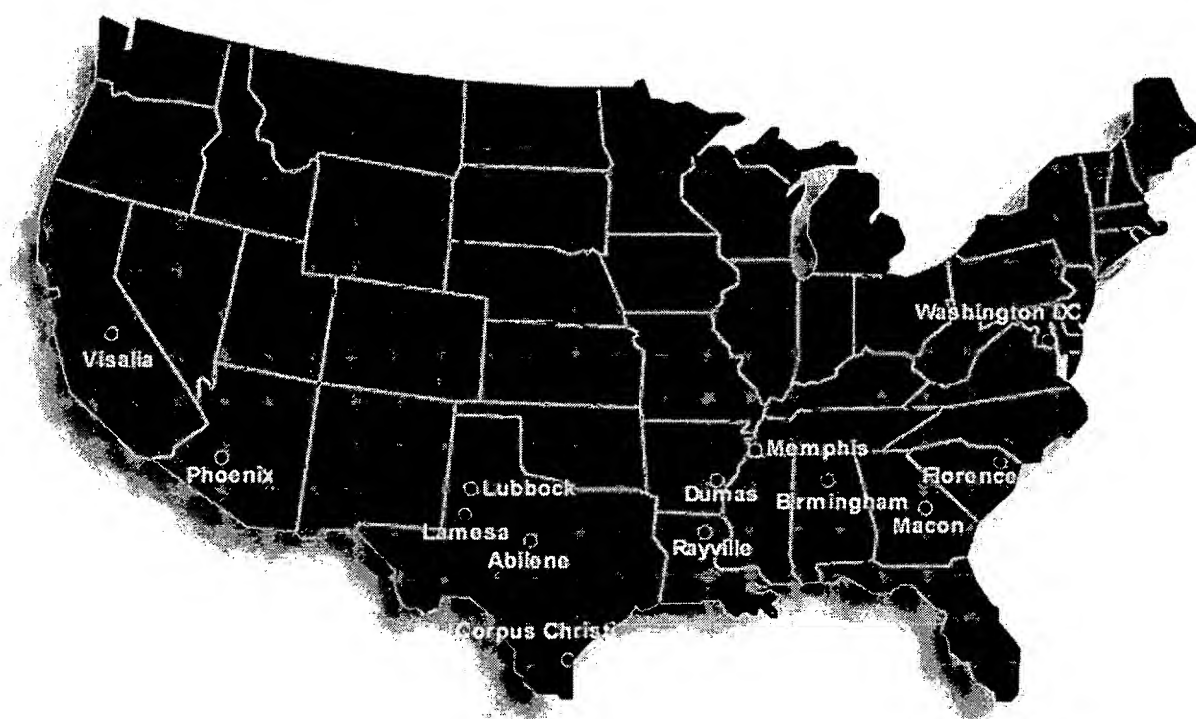 Washington DC
Visalia
Memphis
Phoenix
Florence
Lubbock
Dumas
Birmingham
Lamesa
Macon
Rayville
Abilene
Corpus Christi